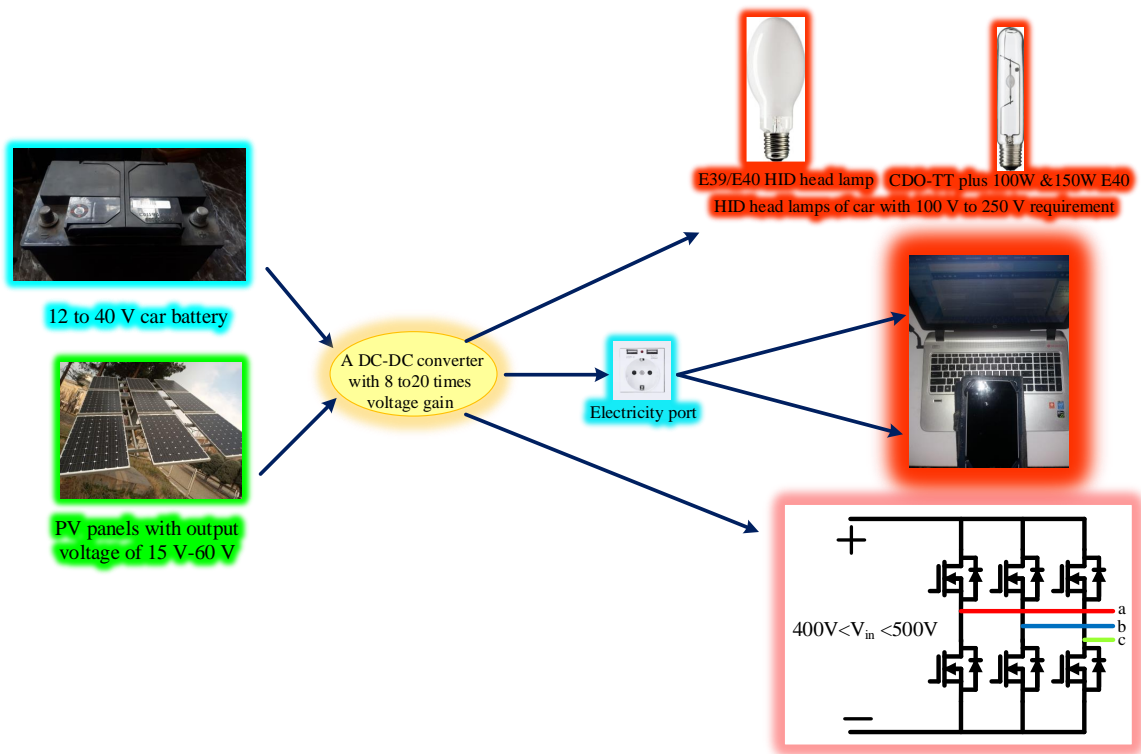 E39/E40 HID head lamp
CDO-TT plus 100W &150W E40
HID head lamps of car with 100 V to 250 V requirement
12 to 40 V car battery
A DC-DC converter
with 8 to20 times
voltage gain
Electricity port
PV panels with output
voltage of 15 V-60 V
+
400V<Vin <500V
a
b
c
−